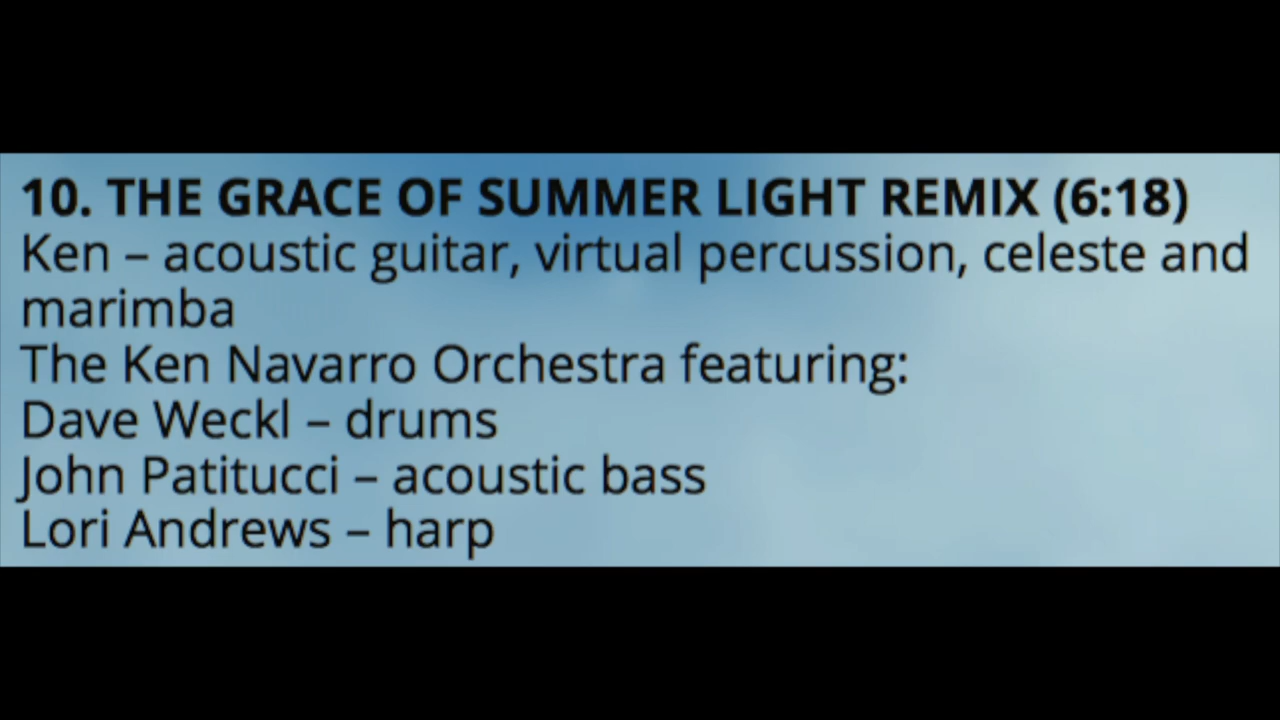 10. THE GRACE OF SUMMER LIGHT REMIX (6:18)
Ken – acoustic guitar, virtual percussion, celeste and
marimba
The Ken Navarro Orchestra featuring:
Dave Weckl – drums
John Patitucci – acoustic bass
Lori Andrews – harp